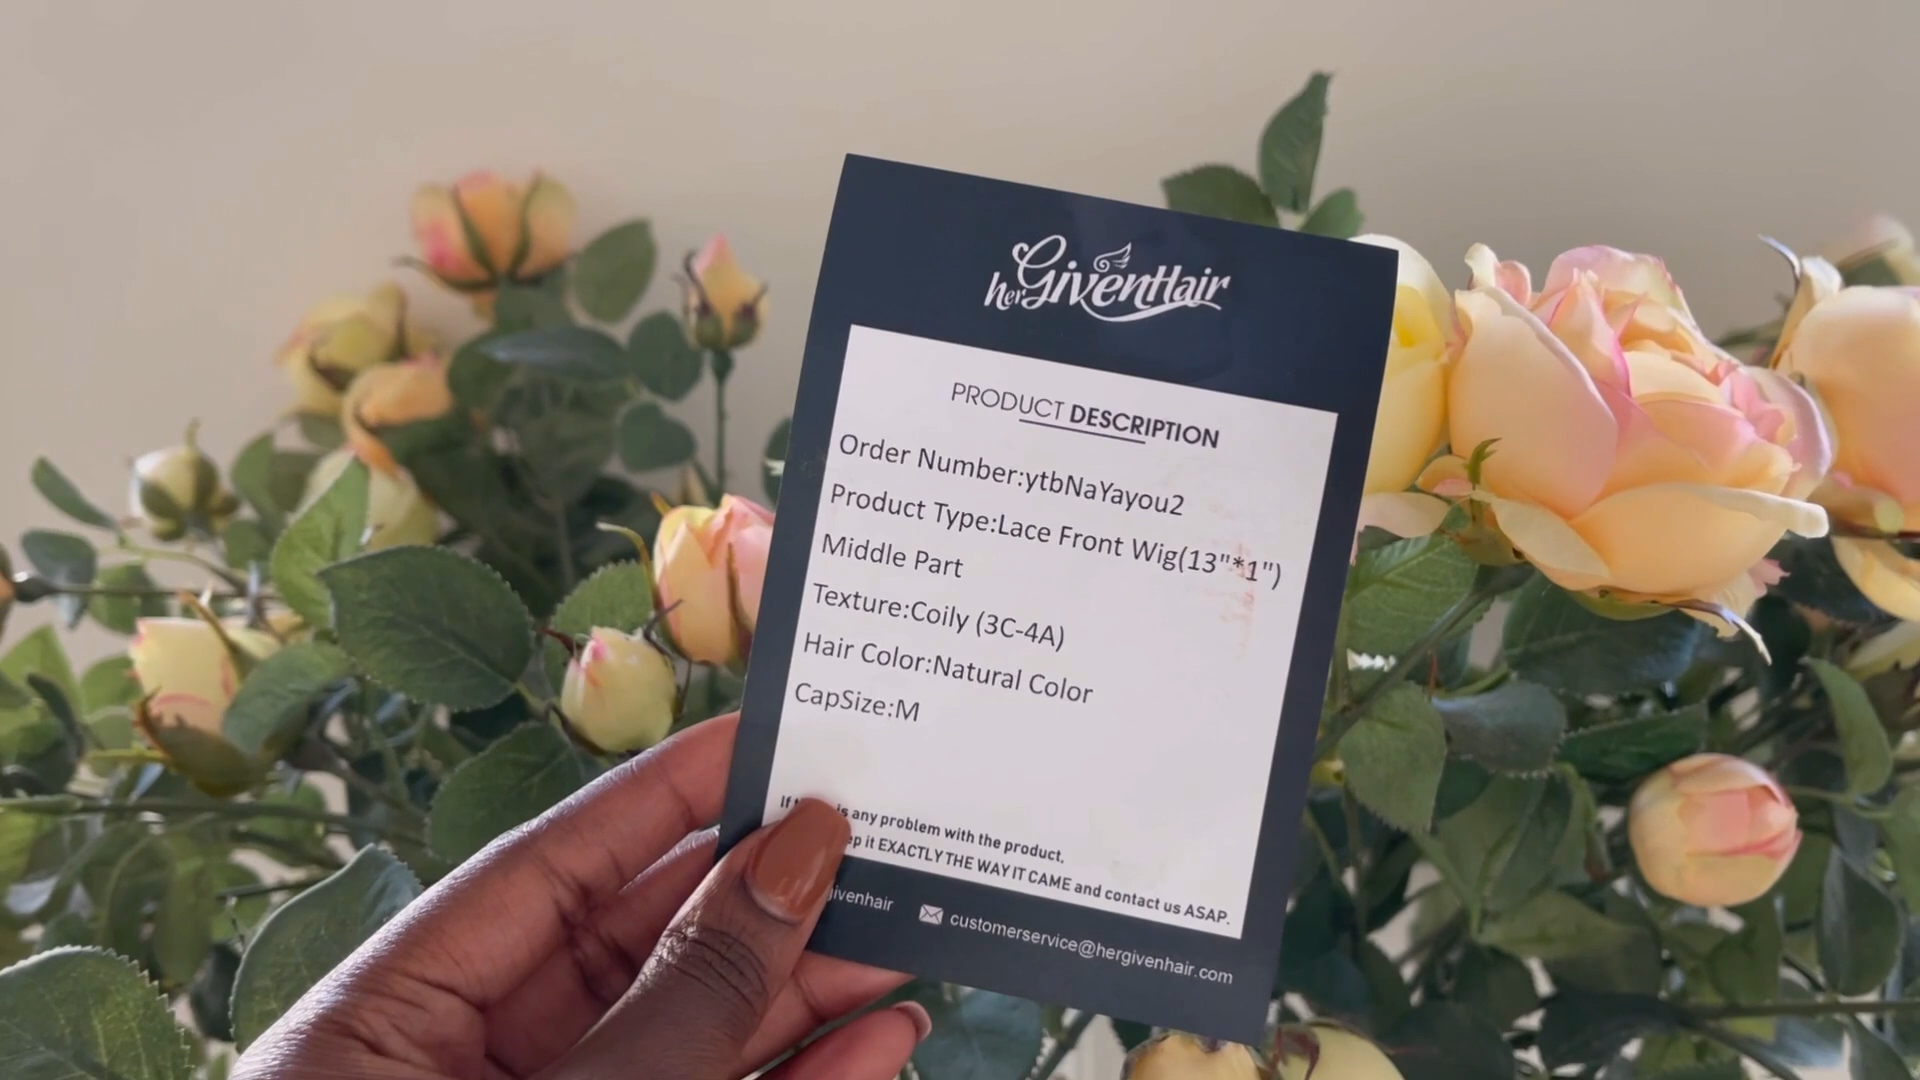 herGivenHair
PRODUCT DESCRIPTION
Order Number:ytbNaYayou2
Product Type:Lace Front Wig(13"*1")
Middle Part
Texture:Coily (3C-4A)
Hair Color:Natural Color
CapSize:M
If is any problem with the product,
it EXACTLY THE WAY IT CAME and contact us ASAP.
givenhair customerservice@hergivenhair.com